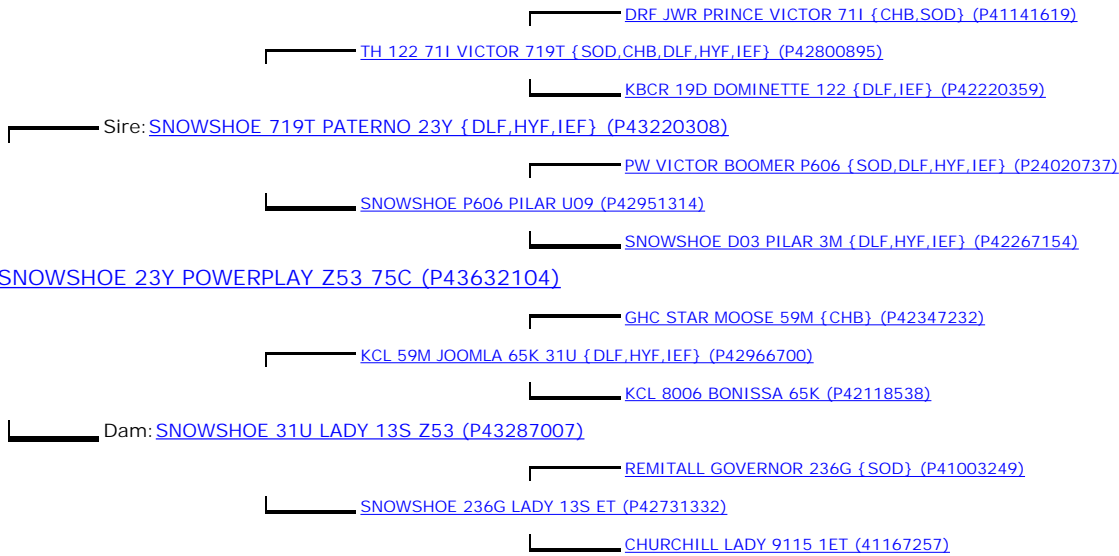 DRF JWR PRINCE VICTOR 71I {CHB,SOD} (P41141619)
TH 122 71I VICTOR 719T {SOD,CHB,DLF,HYF,IEF} (P42800895)
KBCR 19D DOMINETTE 122 {DLF,IEF} (P42220359)
Sire: SNOWSHOE 719T PATERNO 23Y {DLF,HYF,IEF} (P43220308)
PW VICTOR BOOMER P606 {SOD,DLF,HYF,IEF} (P24020737)
SNOWSHOE P606 PILAR U09 (P42951314)
SNOWSHOE D03 PILAR 3M {DLF,HYF,IEF} (P42267154)
SNOWSHOE 23Y POWERPLAY Z53 75C (P43632104)
GHC STAR MOOSE 59M {CHB} (P42347232)
KCL 59M JOOMLA 65K 31U {DLF,HYF,IEF} (P42966700)
KCL 8006 BONISSA 65K (P42118538)
Dam: SNOWSHOE 31U LADY 13S Z53 (P43287007)
REMITALL GOVERNOR 236G {SOD} (P41003249)
SNOWSHOE 236G LADY 13S ET (P42731332)
CHURCHILL LADY 9115 1ET (41167257)